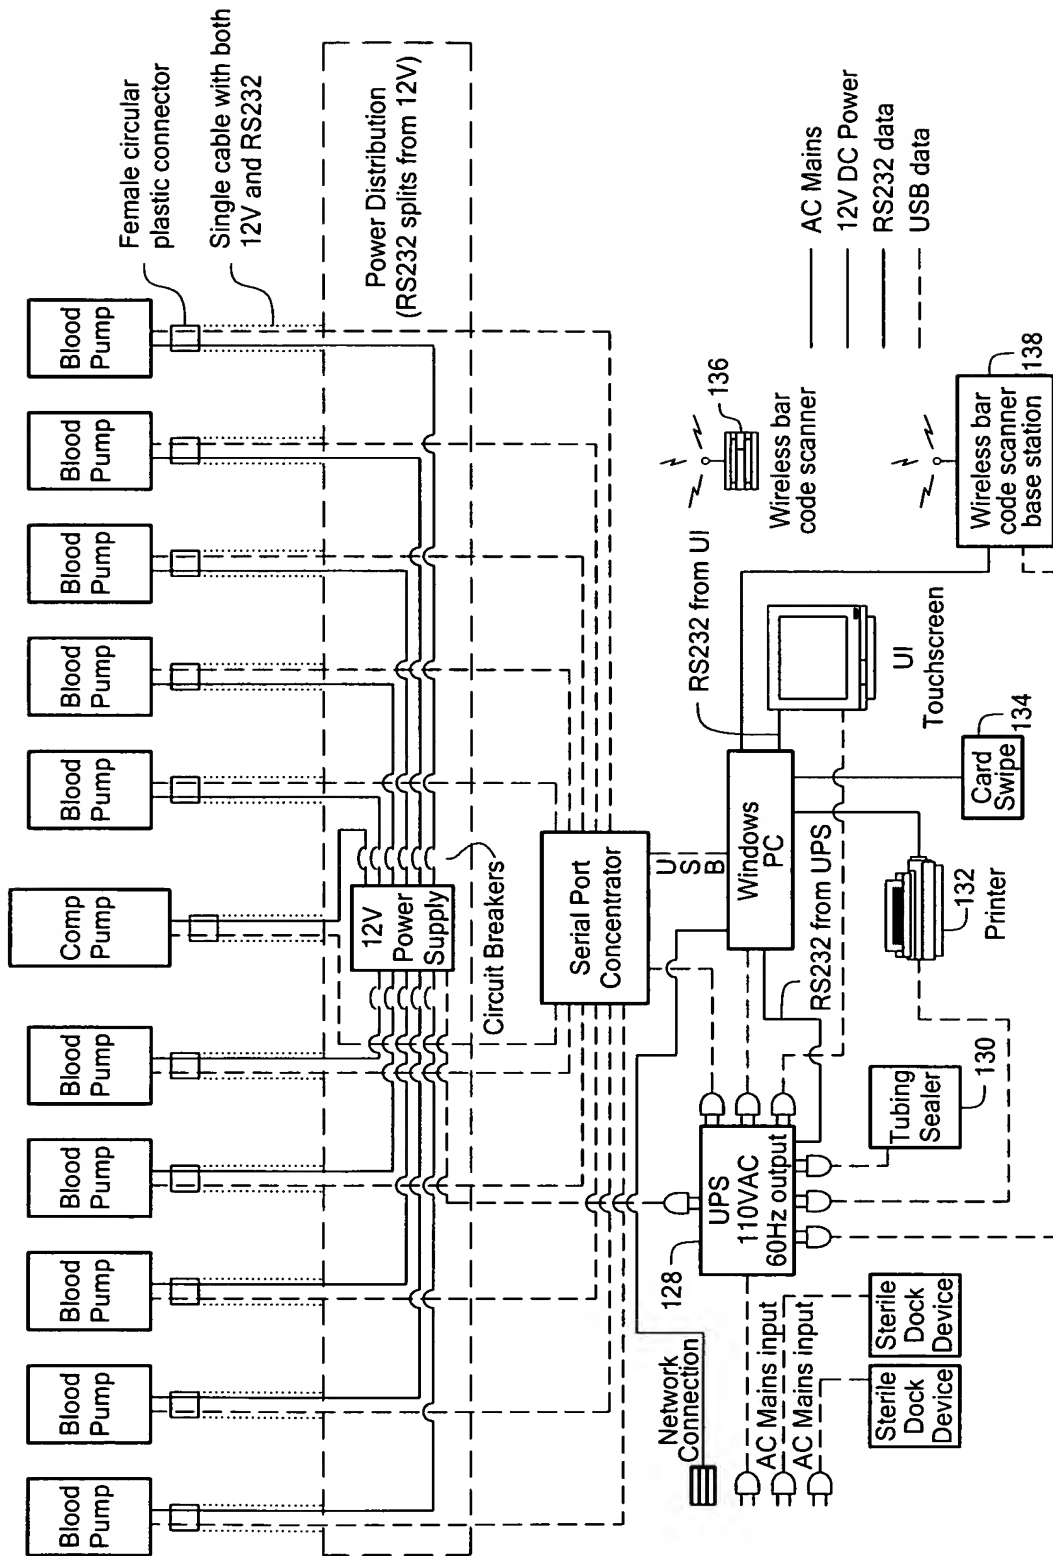 Blood
Pump
Blood
Pump
Blood
Pump
Blood
Pump
Blood
Pump
Comp
Pump
Blood
Pump
Blood
Pump
Blood
Pump
Blood
Pump
Blood
Pump
Female circular
plastic connector
Single cable with both
12V and RS232
Power Distribution
(RS232 splits from 12V)
12V
Power
Supply
Circuit Breakers
Serial Port
Concentrator
U
S
B
Network
Connection
128
UPS
110VAC
60Hz output
AC Mains input
AC Mains input
Windows
PC
RS232 from UPS
RS232 from UI
136
Wireless bar
code scanner
AC Mains
12V DC Power
RS232 data
USB data
Sterile
Dock
Device
Sterile
Dock
Device
Tubing
Sealer
130
132
Printer
Card
Swipe
134
UI
Touchscreen
Wireless bar
code scanner
base station
138